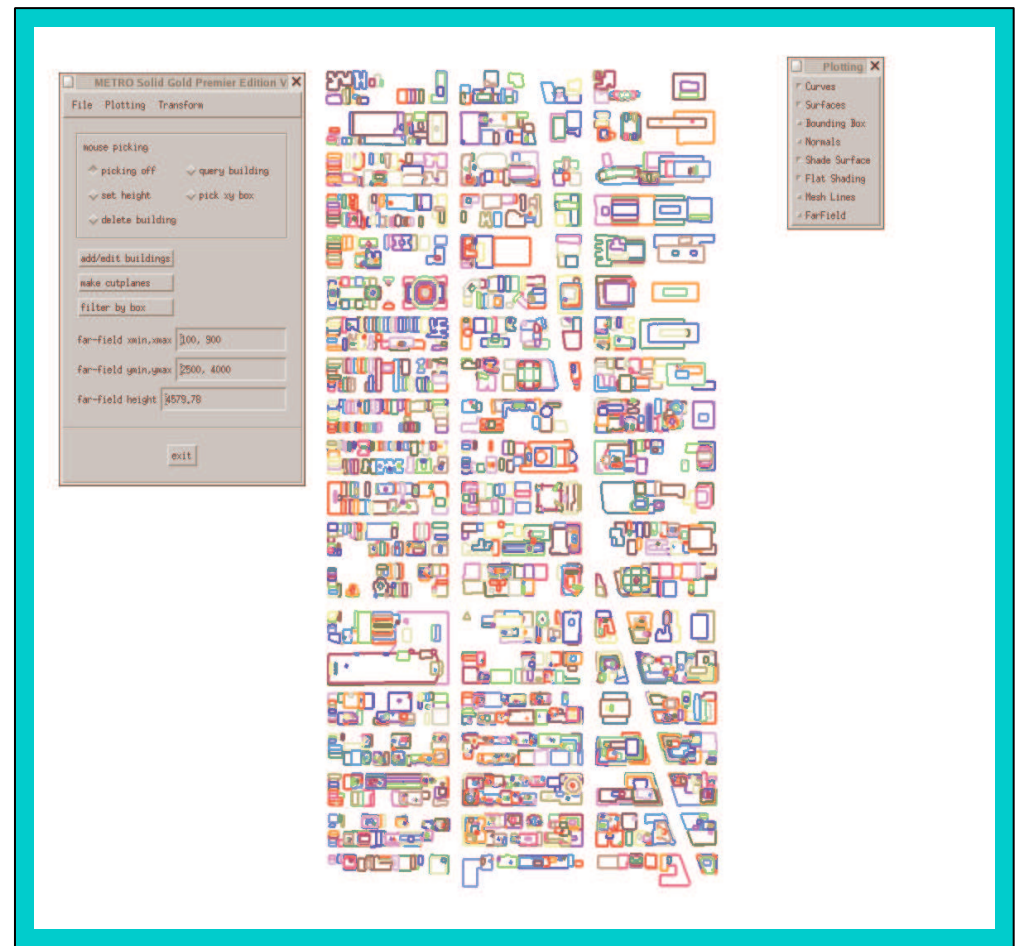 METRO Solid Gold Premier Edition V
File Plotting Transform
mouse picking
picking off query building
set height pick xy box
delete building
add/edit buildings
make cutplanes
filter by box
far-field xmin,xmax 100, 900
far-field ymin,ymax 2500, 4000
far-field height 4579.78
exit
Plotting
Curves
Surfaces
Bounding Box
Normals
Shade Surface
Flat Shading
Mesh Lines
FarField